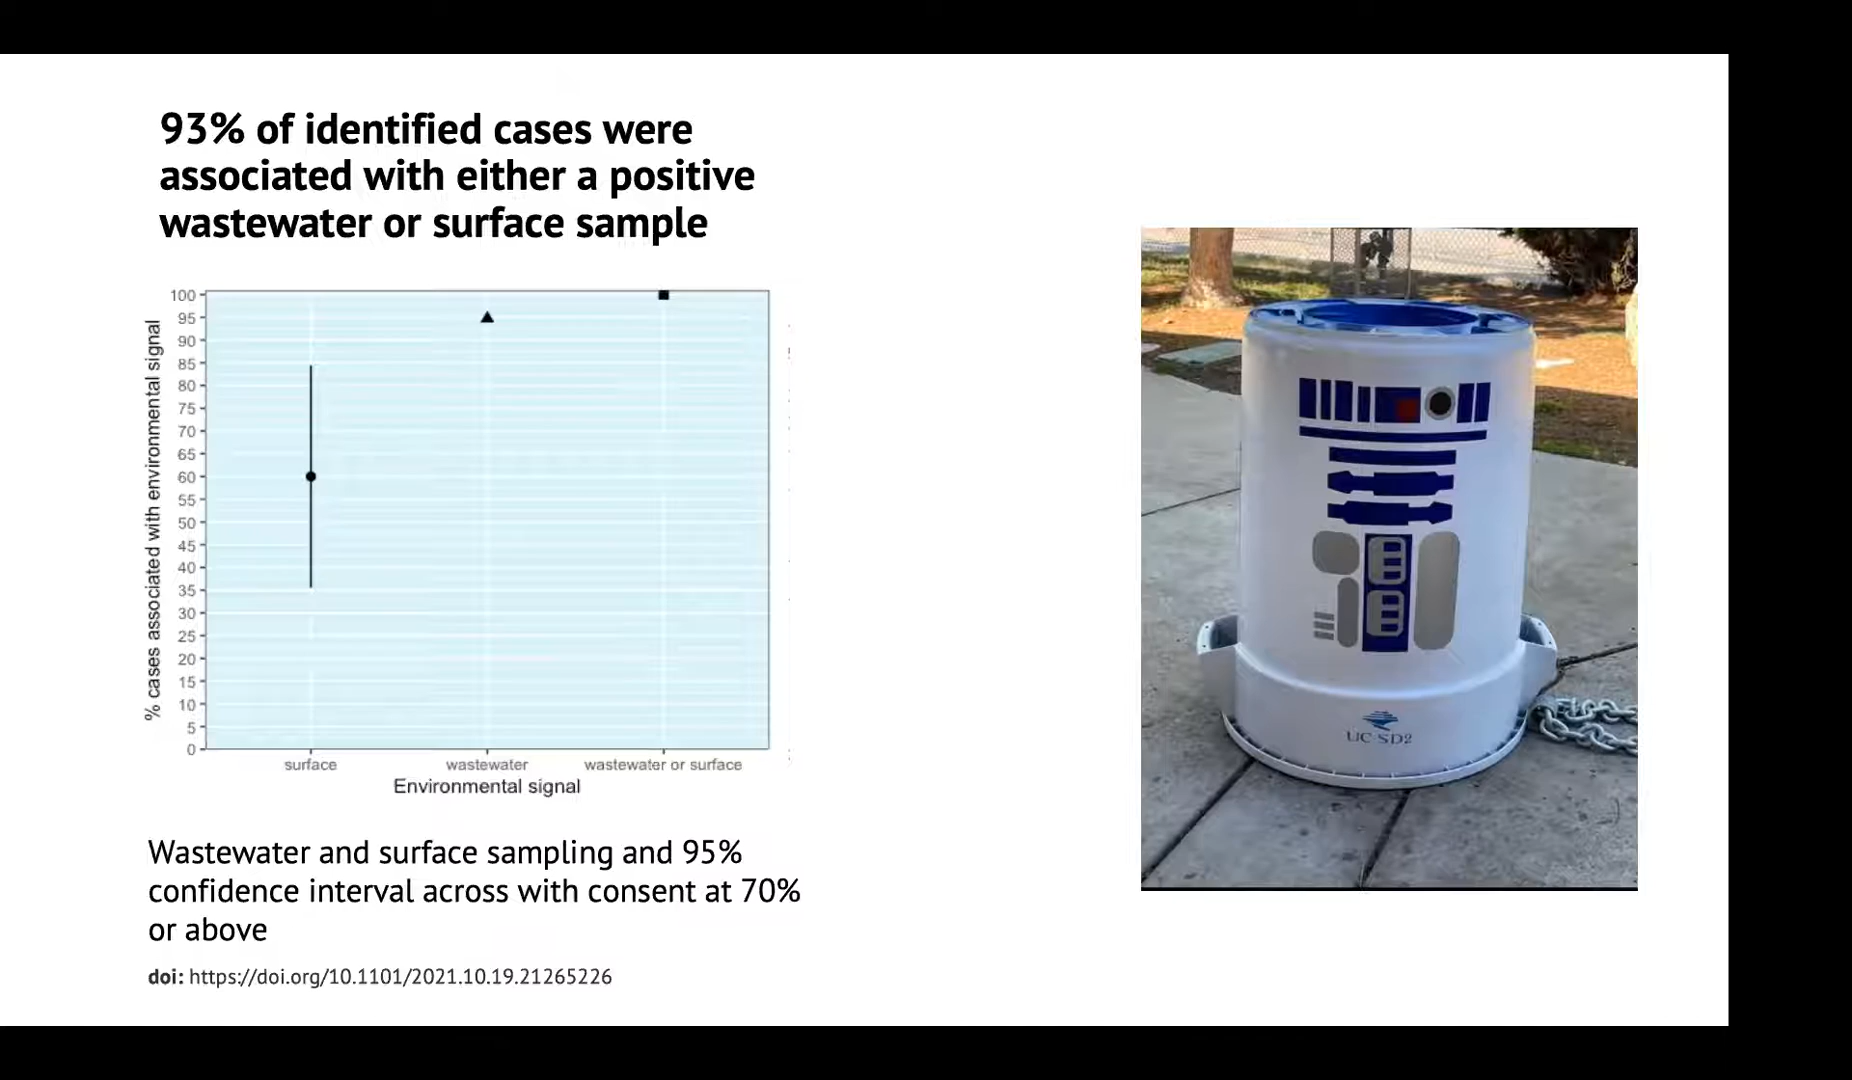 93% of identified cases were
associated with either a positive
wastewater or surface sample
% cases associated with environmental signal
100
95
90
85
80
75
70
65
60
55
50
45
40
35
30
25
20
15
10
5
0
surface wastewater wastewater or surface
Environmental signal
UC-SD2
Wastewater and surface sampling and 95%
confidence interval across with consent at 70%
or above
doi: https://doi.org/10.1101/2021.10.19.21265226